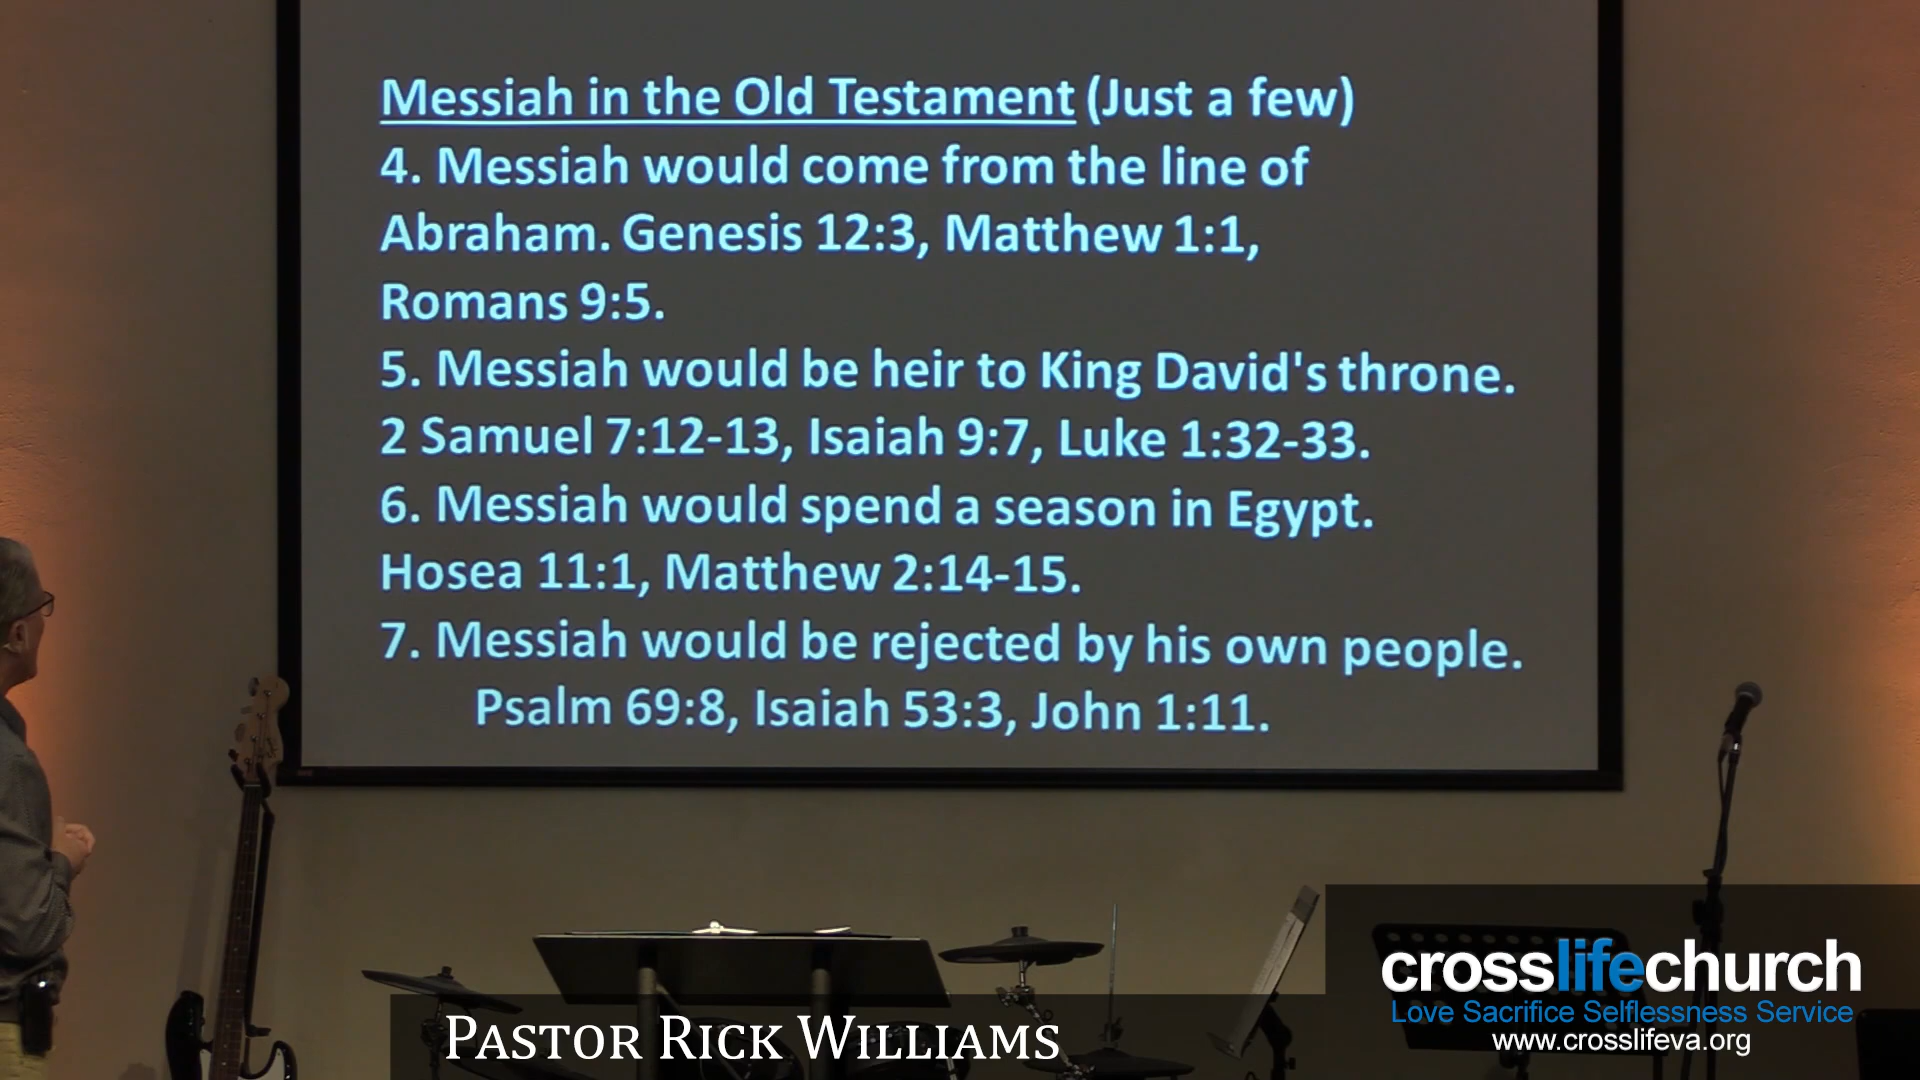 Messiah in the Old Testament (Just a few)
4. Messiah would come from the line of
Abraham. Genesis 12:3, Matthew 1:1,
Romans 9:5.
5. Messiah would be heir to King David's throne.
2 Samuel 7:12-13, Isaiah 9:7, Luke 1:32-33.
6. Messiah would spend a season in Egypt.
Hosea 11:1, Matthew 2:14-15.
7. Messiah would be rejected by his own people.
Psalm 69:8, Isaiah 53:3, John 1:11.
PASTOR RICK WILLIAMS
crosslifechurch
Love Sacrifice Selflessness Service
www.crosslifeva.org